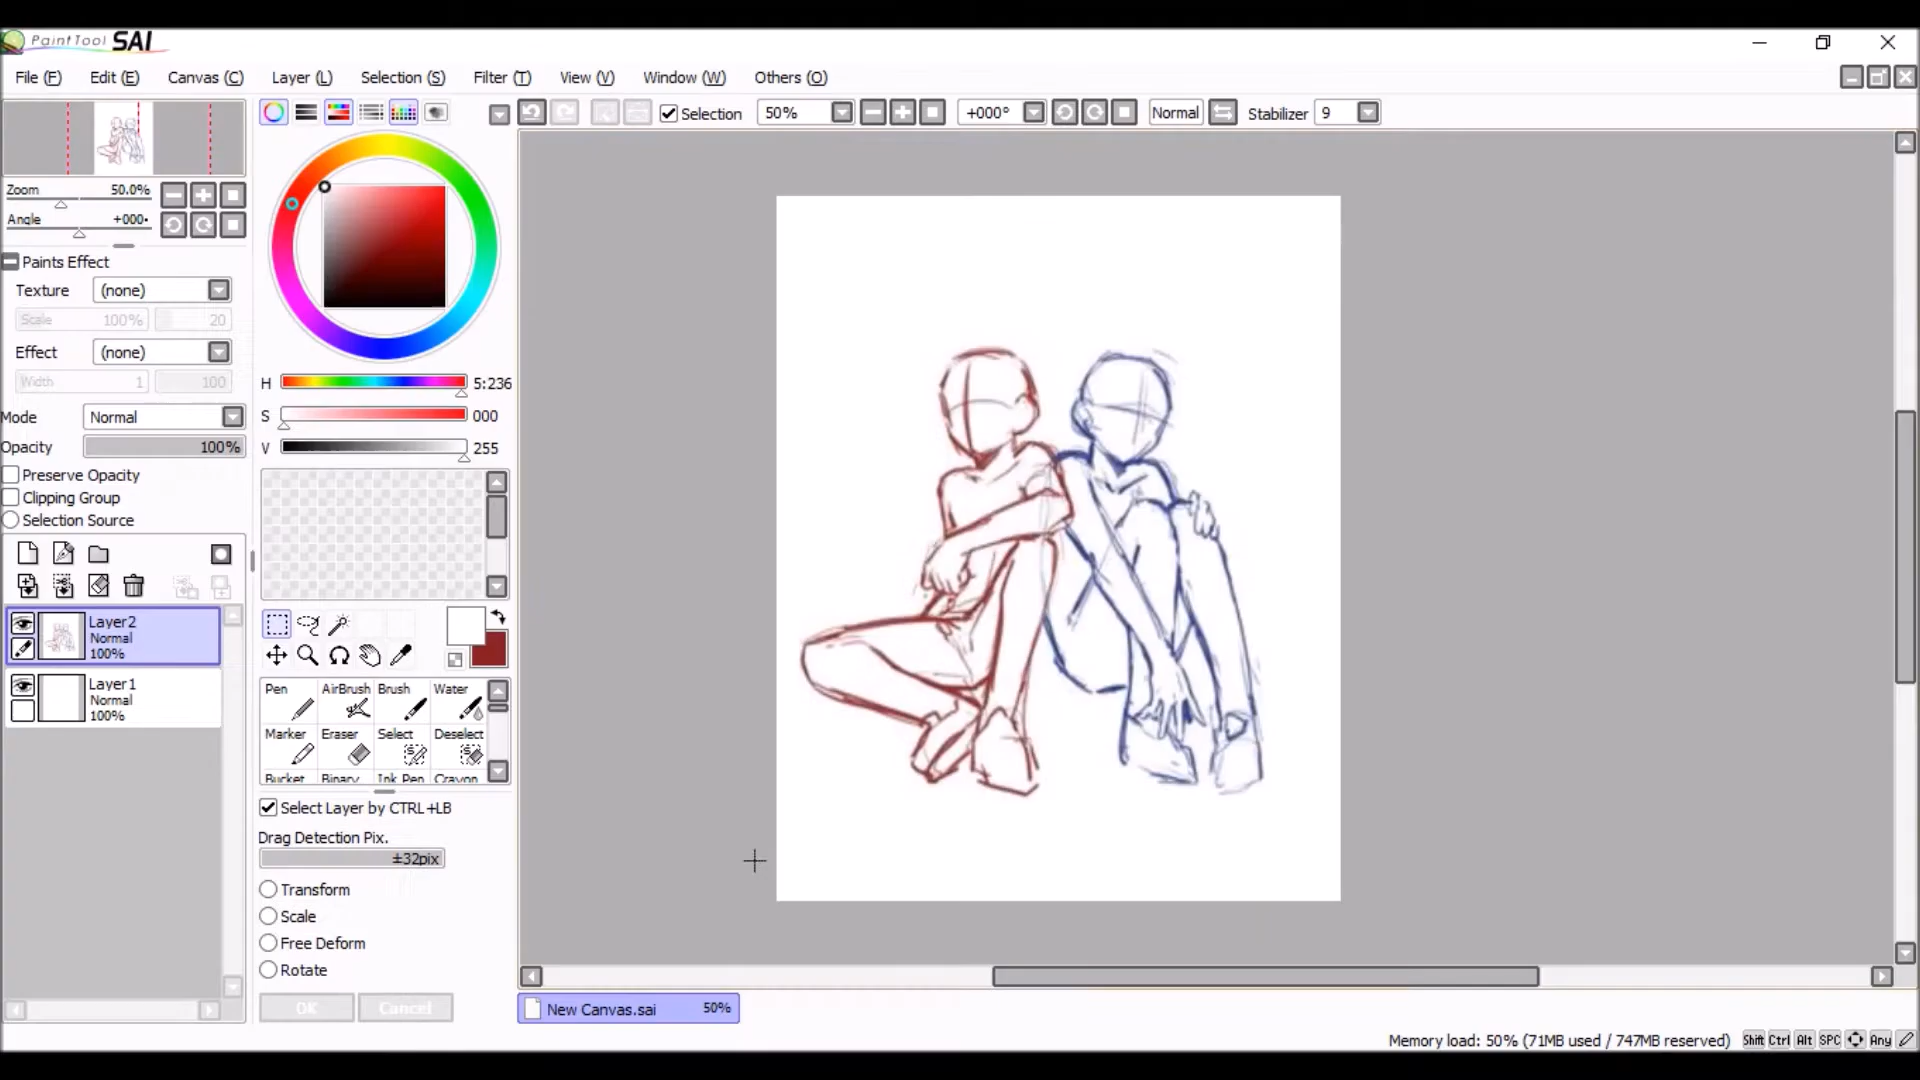 PaintTool SAI
File (F) Edit (E) Canvas (C) Layer (L) Selection (S) Filter (T) View (V) Window (W) Others (O)
Selection 50% +000° Normal Stabilizer 9
Zoom 50.0%
Angle +000
Paints Effect
Texture (none)
Scale 100% 20
Effect (none)
Width 1 100
Mode Normal
Opacity 100%
Preserve Opacity
Clipping Group
Selection Source
Layer2
Normal
100%
Layer1
Normal
100%
H 5:236
S 000
V 255
Pen AirBrush Brush Water
Marker Eraser Select Deselect
Bucket Binary Ink Pen Crayon
Select Layer by CTRL+LB
Drag Detection Pix.
±32pix
Transform
Scale
Free Deform
Rotate
OK Cancel
New Canvas.sai 50%
Memory load: 50% (71MB used / 747MB reserved) Shift Ctrl Alt SPC Any